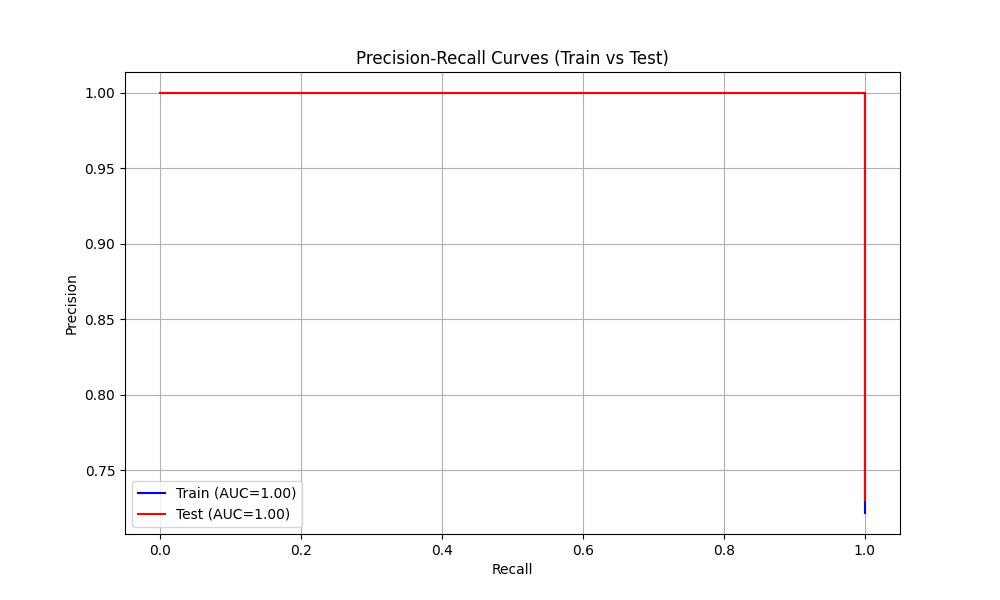 Precision-Recall Curves (Train vs Test)
1.00
0.95
0.90
0.85
0.80
0.75
Precision
Train (AUC=1.00)
Test (AUC=1.00)
0.0 0.2 0.4 0.6 0.8 1.0
Recall